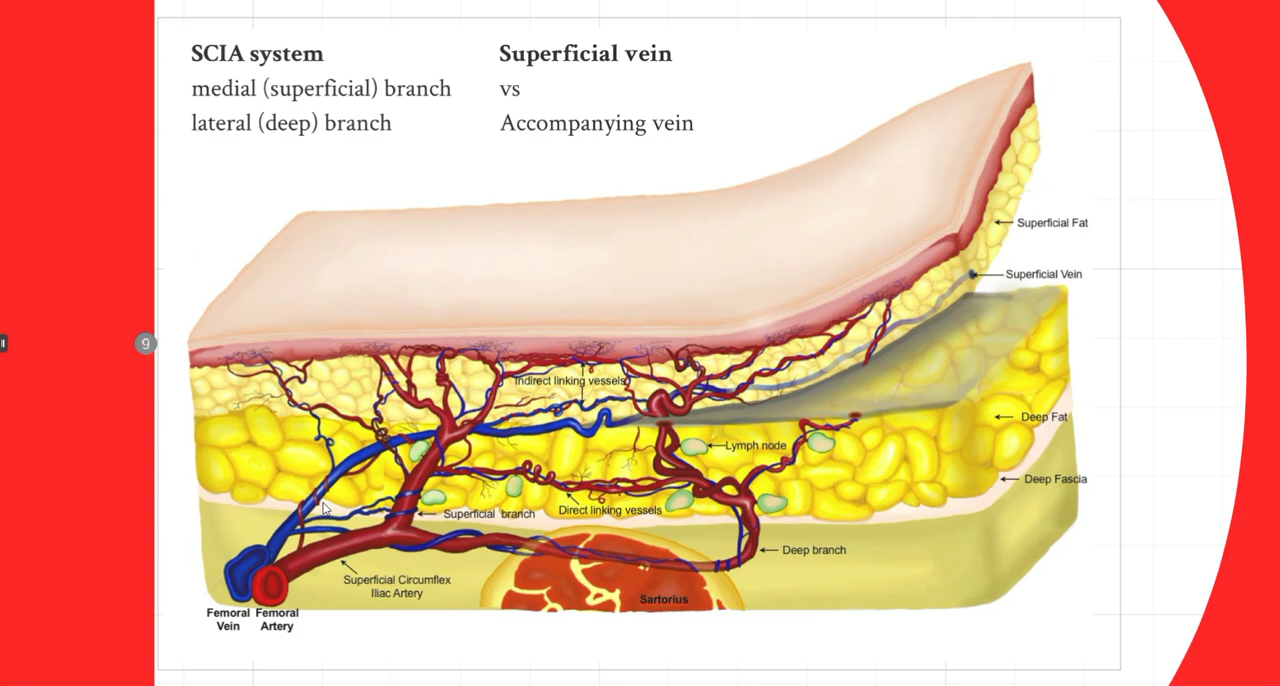 SCIA system
medial (superficial) branch
lateral (deep) branch
Superficial vein
vs
Accompanying vein
Superficial Fat
Superficial Vein
9
Indirect linking vessels
Deep Fat
Lymph node
Deep Fascia
Superficial branch
Direct linking vessels
Deep branch
Superficial Circumflex
Iliac Artery
Sartorius
Femoral
Vein
Femoral
Artery